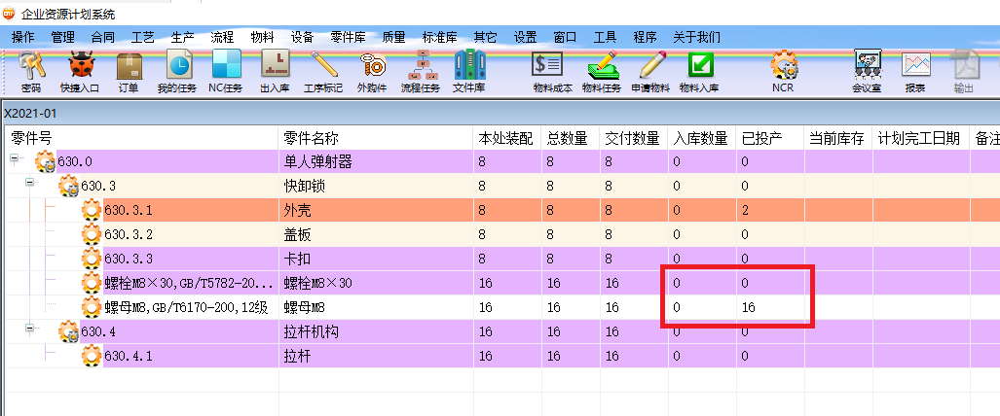 企业资源计划系统
操作 管理 合同 工艺 生产 流程 物料 设备 零件库 质量 标准库 其它 设置 窗口 工具 程序 关于我们
密码 快捷入口 订单 我的任务 NC任务 出入库 工序标记 外购件 流程任务 文件库 物料成本 物料任务 申请物料 物料入库 NCR 会议室 报表 输出
X2021-01
零件号 零件名称 本处装配 总数量 交付数量 入库数量 已投产 当前库存 计划完工日期 备注
630.0 单人弹射器 8 8 8 0 0
630.3 快卸锁 8 8 8 0 0
630.3.1 外壳 8 8 8 0 2
630.3.2 盖板 8 8 8 0 0
630.3.3 卡扣 8 8 8 0 0
螺栓M8×30,GB/T5782-20... 螺栓M8×30 16 16 16 0 0
螺母M8,GB/T6170-200,12级 螺母M8 16 16 16 0 16
630.4 拉杆机构 16 16 16 0 0
630.4.1 拉杆 16 16 16 0 0